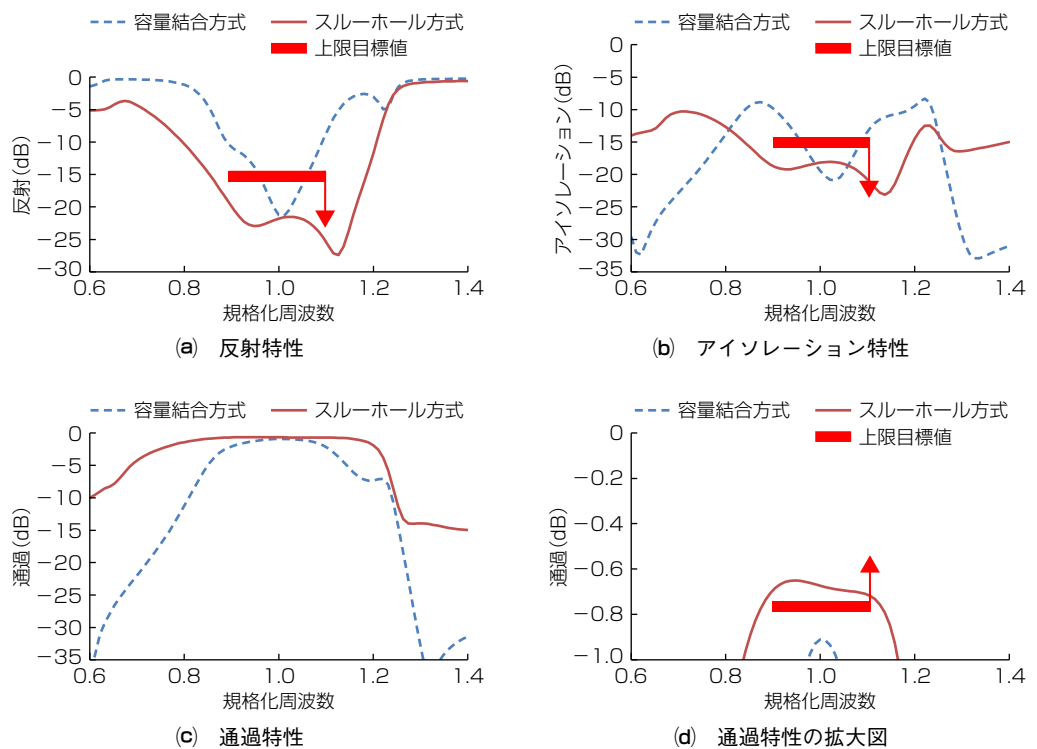 容量結合方式 スルーホール方式
上限目標値
反射(dB)
0
−5
−10
−15
−20
−25
−30
0.6 0.8 1.0 1.2 1.4
規格化周波数
(a) 反射特性
容量結合方式 スルーホール方式
上限目標値
アイソレーション(dB)
0
−5
−10
−15
−20
−25
−30
−35
0.6 0.8 1.0 1.2 1.4
規格化周波数
(b) アイソレーション特性
容量結合方式 スルーホール方式
通過(dB)
0
−5
−10
−15
−20
−25
−30
−35
0.6 0.8 1.0 1.2 1.4
規格化周波数
(c) 通過特性
容量結合方式 スルーホール方式
上限目標値
通過(dB)
0
−0.2
−0.4
−0.6
−0.8
−1.0
0.6 0.8 1.0 1.2 1.4
規格化周波数
(d) 通過特性の拡大図